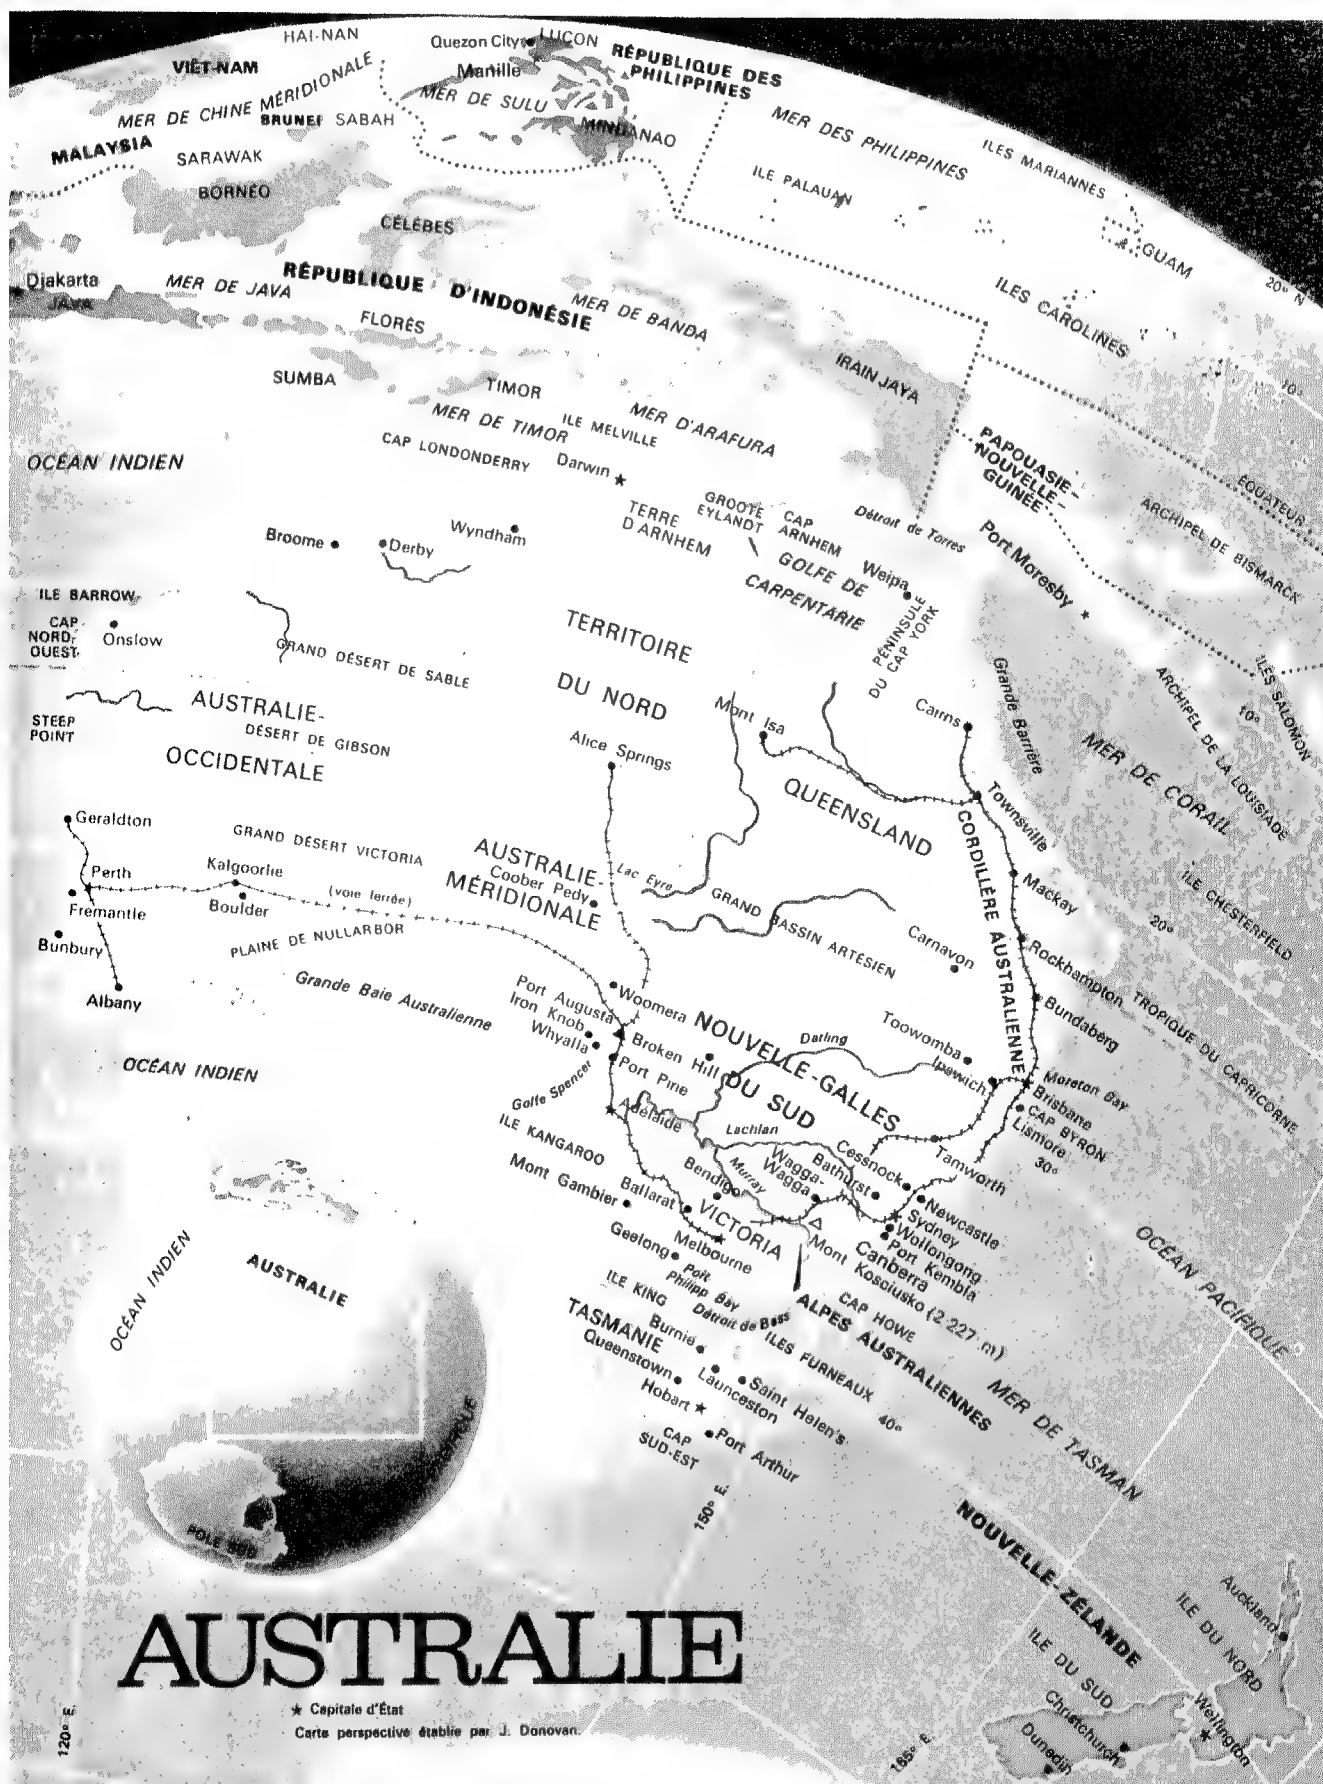 HAI-NAN
VIÊT-NAM
MER DE CHINE MÉRIDIONALE
BRUNEI SABAH
MALAYSIA
SARAWAK
BORNÉO
Quezon City
LUÇON
Manille
MER DE SULU
MINDANAO
RÉPUBLIQUE DES
PHILIPPINES
MER DES PHILIPPINES
ILES MARIANNES
ILE PALAUAN
GUAM
20° N
ILES CAROLINES
10°
CÉLÈBES
Djakarta
JAVA
MER DE JAVA
RÉPUBLIQUE D'INDONÉSIE
MER DE BANDA
FLORÈS
SUMBA
TIMOR
IRAIN JAYA
MER DE TIMOR
ILE MELVILLE
MER D'ARAFURA
CAP LONDONDERRY
Darwin
OCÉAN INDIEN
PAPOUASIE-
NOUVELLE-
GUINÉE
ÉQUATEUR
ARCHIPEL DE BISMARCK
Port Moresby
Détroit de Torres
GROOTE
EYLANDT
CAP
ARNHEM
TERRE
D'ARNHEM
GOLFE DE
CARPENTARIE
Weipa
PÉNINSULE
DU CAP YORK
Wyndham
Broome
Derby
ILE BARROW
CAP
NORD-
OUEST
Onslow
GRAND DÉSERT DE SABLE
TERRITOIRE
DU NORD
Grande Barrière
ILES SALOMON
10°
ARCHIPEL DE LA LOUISIADE
MER DE CORAIL
STEEP
POINT
AUSTRALIE-
OCCIDENTALE
DÉSERT DE GIBSON
Alice Springs
Mont Isa
Cairns
QUEENSLAND
Townsville
CORDILLÈRE AUSTRALIENNE
Mackay
ILE CHESTERFIELD
20°
Geraldton
GRAND DÉSERT VICTORIA
Perth
Kalgoorlie
(voie ferrée)
Fremantle
Boulder
Bunbury
PLAINE DE NULLARBOR
Albany
AUSTRALIE-
MÉRIDIONALE
Coober Pedy
Lac Eyre
GRAND BASSIN ARTÉSIEN
Carnavon
Rockhampton
TROPIQUE DU CAPRICORNE
Bundaberg
Grande Baie Australienne
Port Augusta
Iron Knob
Whyalla
Woomera
NOUVELLE-GALLES
DU SUD
Broken Hill
Port Pirie
Darling
Toowomba
Ipswich
Moreton Bay
Brisbane
CAP BYRON
Lismore
30°
OCÉAN INDIEN
Golfe Spencer
Adélaïde
ILE KANGAROO
Lachlan
Murray
Cessnock
Bathurst
Wagga-
Wagga
Tamworth
Mont Gambier
Ballarat
Bendigo
VICTORIA
Newcastle
Sydney
Wollongong
Port Kembla
Canberra
Mont Kosciusko (2 227 m)
Geelong
Melbourne
Port
Philipp Bay
ILE KING
Détroit de Bass
CAP HOWE
ALPES AUSTRALIENNES
ILES FURNEAUX
TASMANIE
Burnie
Queenstown
Launceston
Saint Helen's
Hobart
Port Arthur
CAP
SUD-EST
40°
150° E.
OCÉAN PACIFIQUE
MER DE TASMAN
OCÉAN INDIEN
AUSTRALIE
PÔLE SUD
NOUVELLE-ZÉLANDE
Auckland
ILE DU NORD
ILE DU SUD
Wellington
Christchurch
Dunedin
165° E.
120° E.
AUSTRALIE
★ Capitale d'État
Carte perspective établie par J. Donovan.